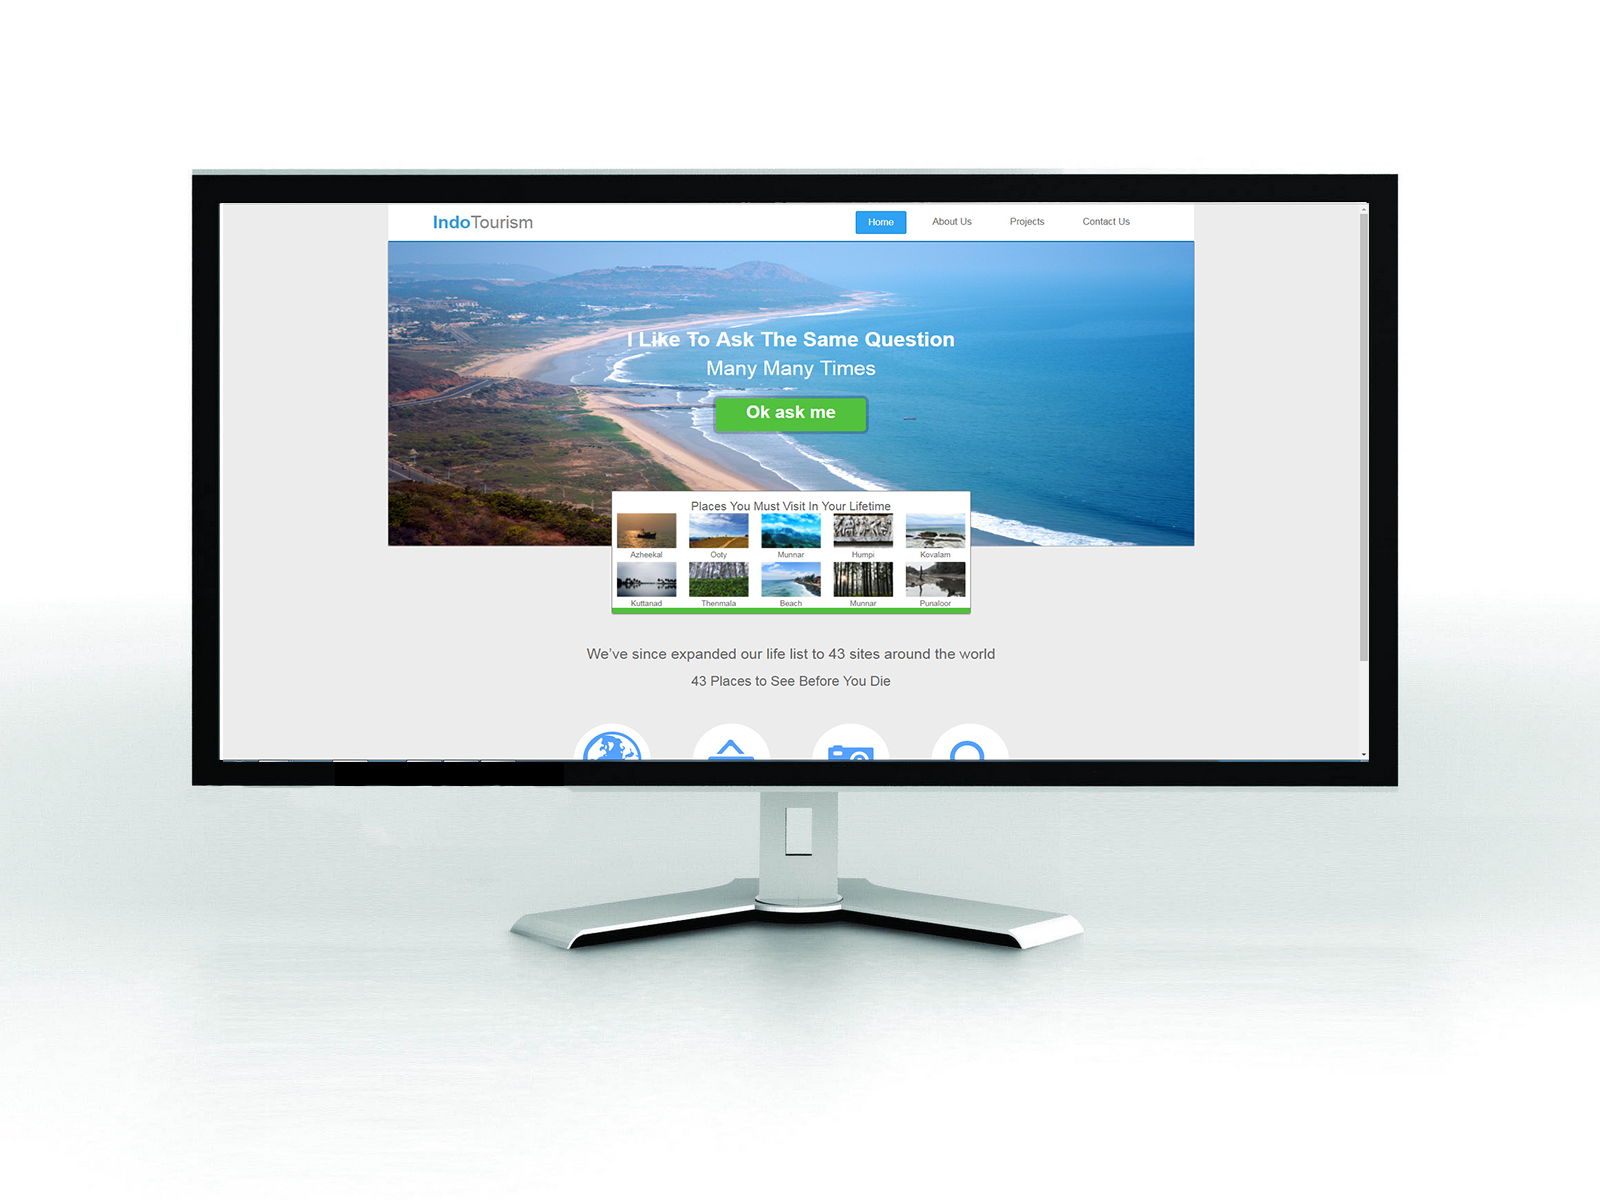 IndoTourism
Home About Us Projects Contact Us
I Like To Ask The Same Question
Many Many Times
Ok ask me
Places You Must Visit In Your Lifetime
Azheekal Ooty Munnar Humpi Kovalam
Kuttanad Thenmala Beach Munnar Punaloor
We've since expanded our life list to 43 sites around the world
43 Places to See Before You Die